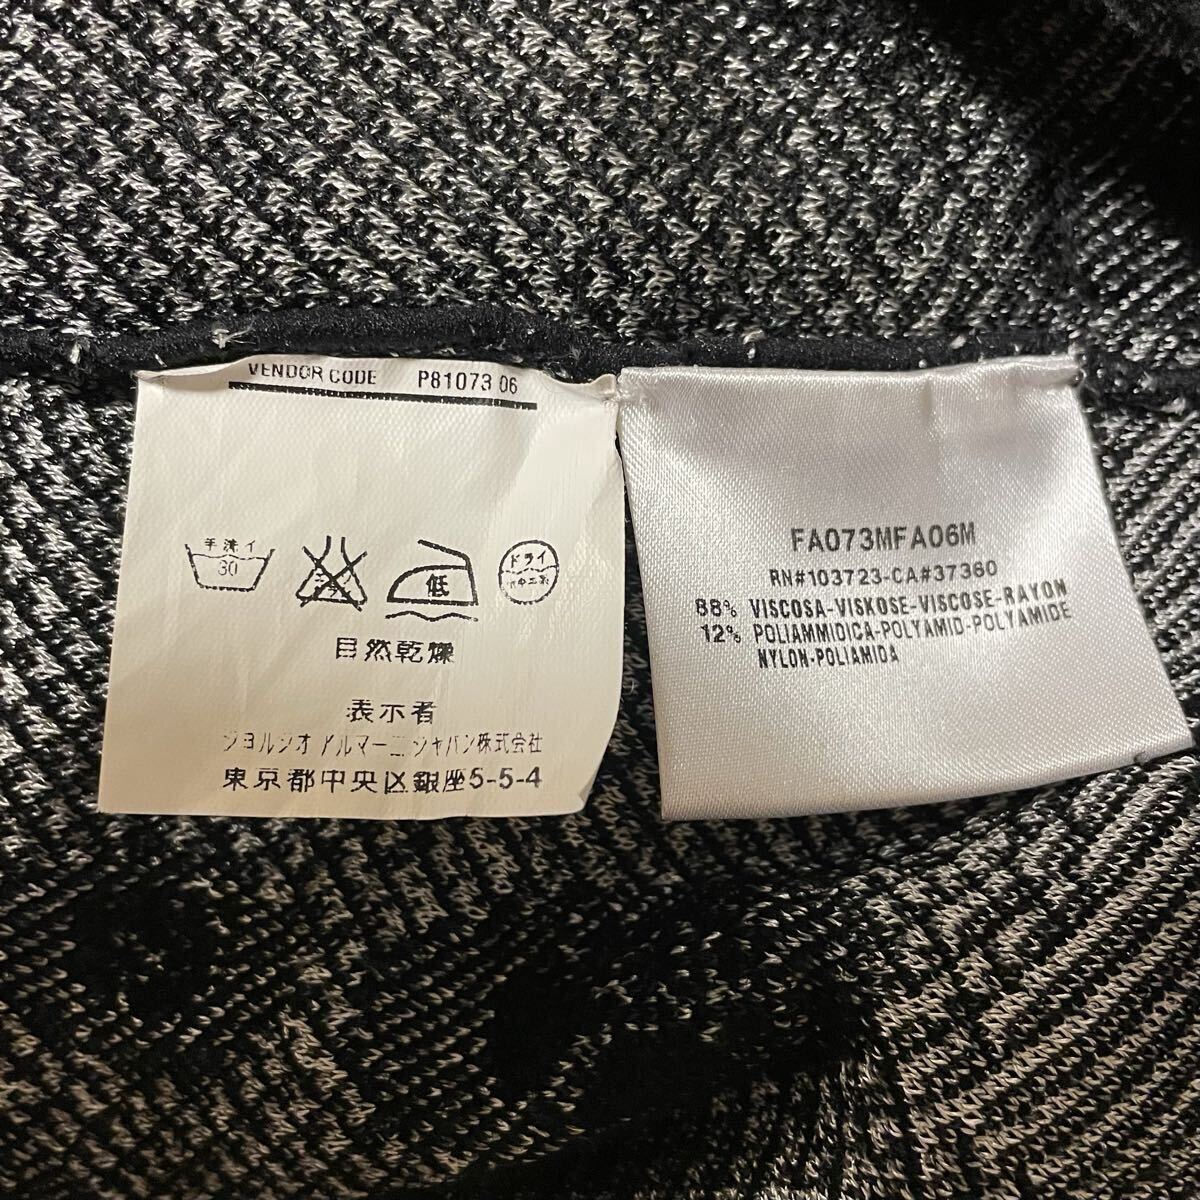 VENDOR CODE P81073 06
手洗イ
30
低
ドライ
自然乾燥
表示者
ジョルジオ アルマーニ ジャパン株式会社
東京都中央区銀座5-5-4
FA073MFA06M
RN#103723-CA#37360
88% VISCOSA-VISKOSE-VISCOSE-RAYON
12% POLIAMMIDICA-POLYAMID-POLYAMIDE
NYLON-POLIAMIDA